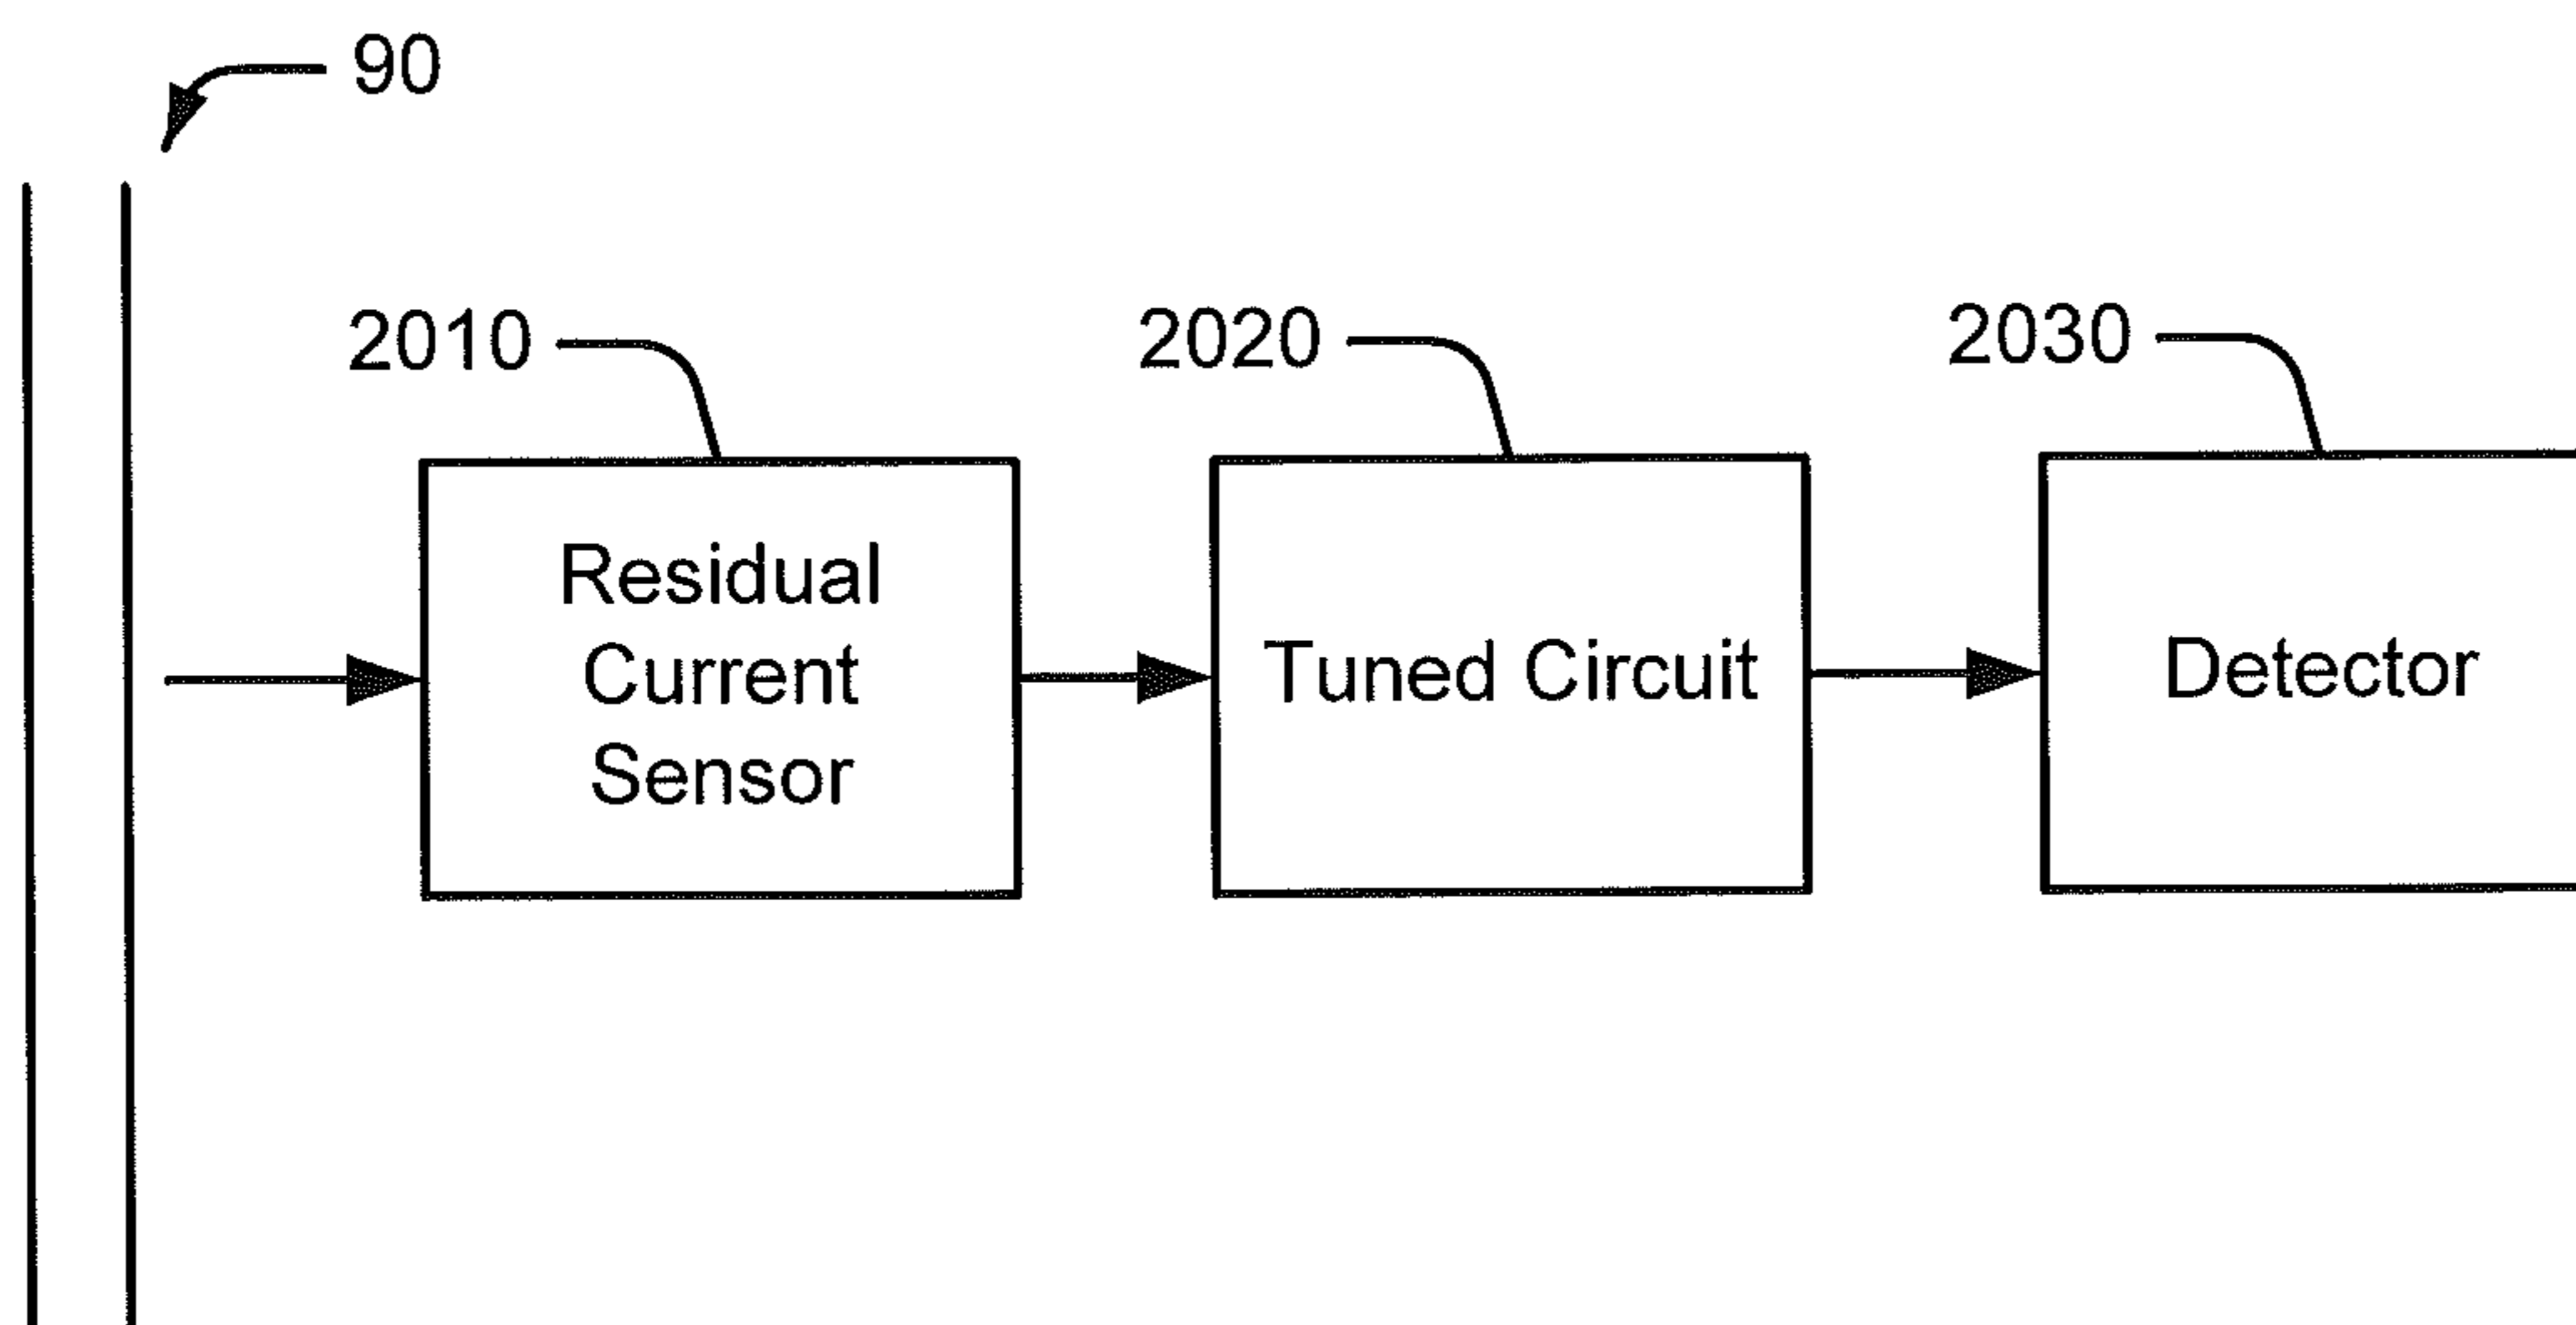 90
2010
2020
2030
Residual
Current
Sensor
Tuned Circuit
Detector